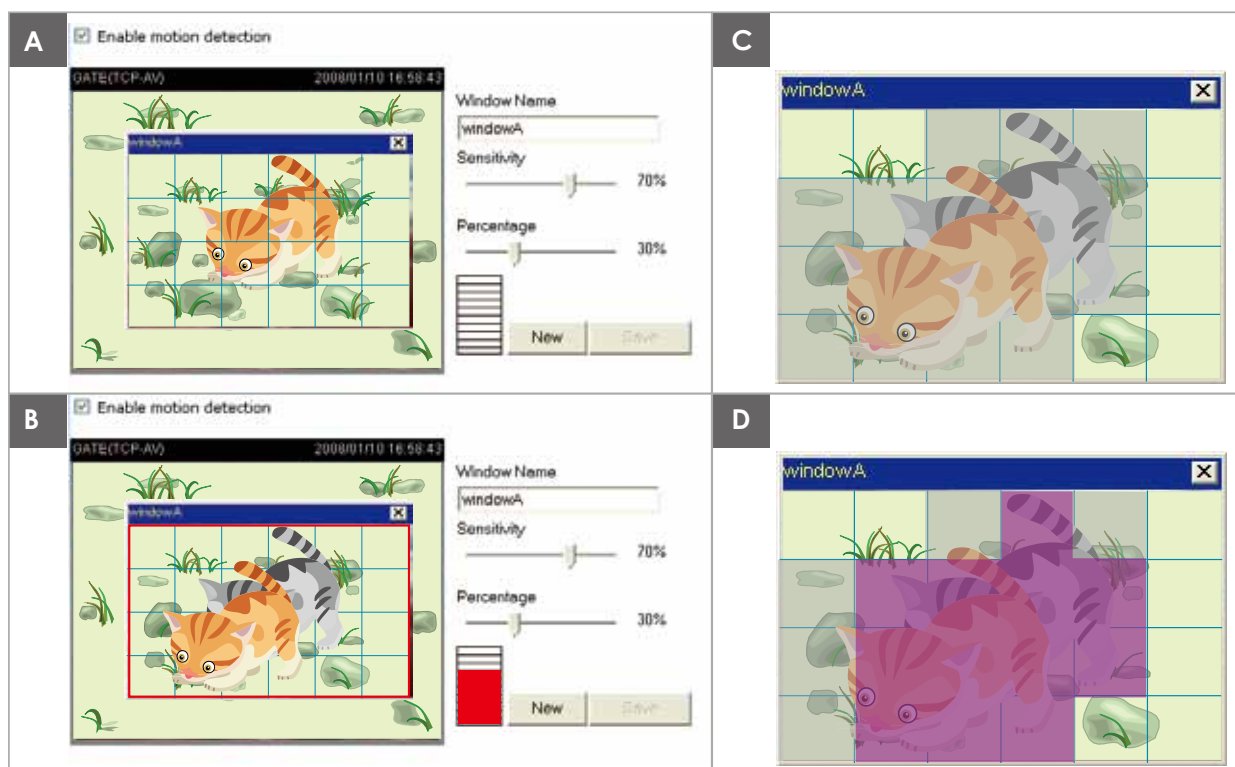 A
Enable motion detection
GATE(TCP-AV) 2008/01/10 16:58:43
windowA
Window Name
windowA
Sensitivity
70%
Percentage
30%
New Save
B
Enable motion detection
GATE(TCP-AV) 2008/01/10 16:58:43
windowA
Window Name
windowA
Sensitivity
70%
Percentage
30%
New Save
C
windowA
D
windowA